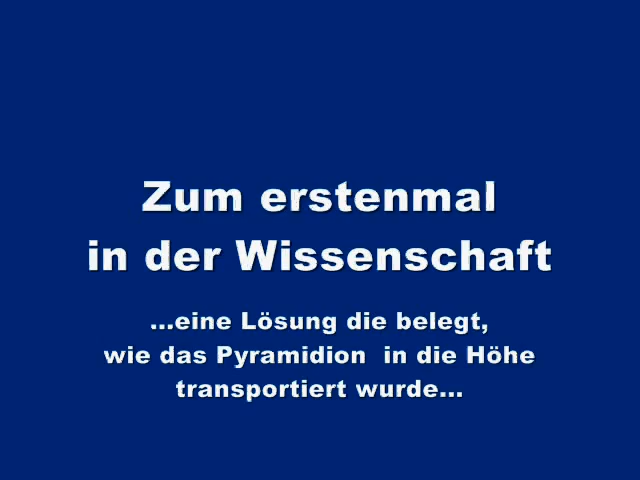 Zum erstenmal
in der Wissenschaft
...eine Lösung die belegt,
wie das Pyramidion  in die Höhe
transportiert wurde...